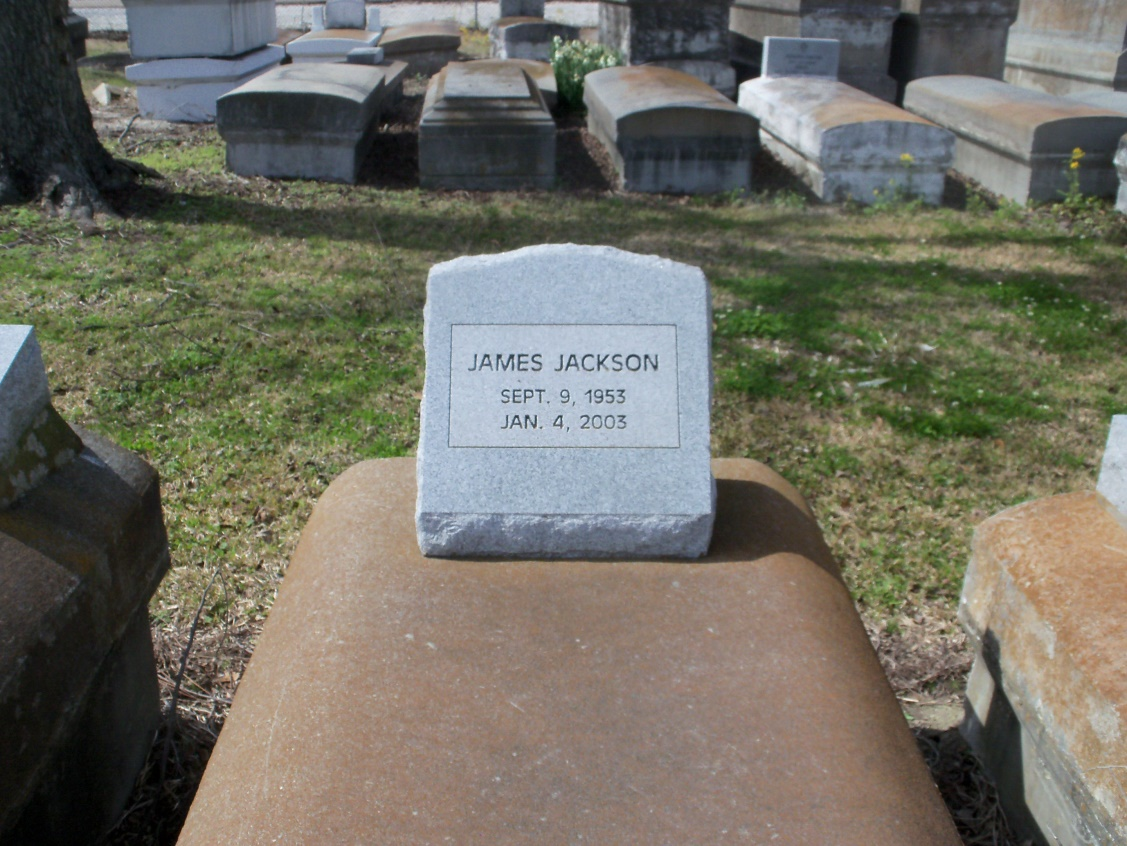 JAMES JACKSON
SEPT. 9, 1953
JAN. 4, 2003